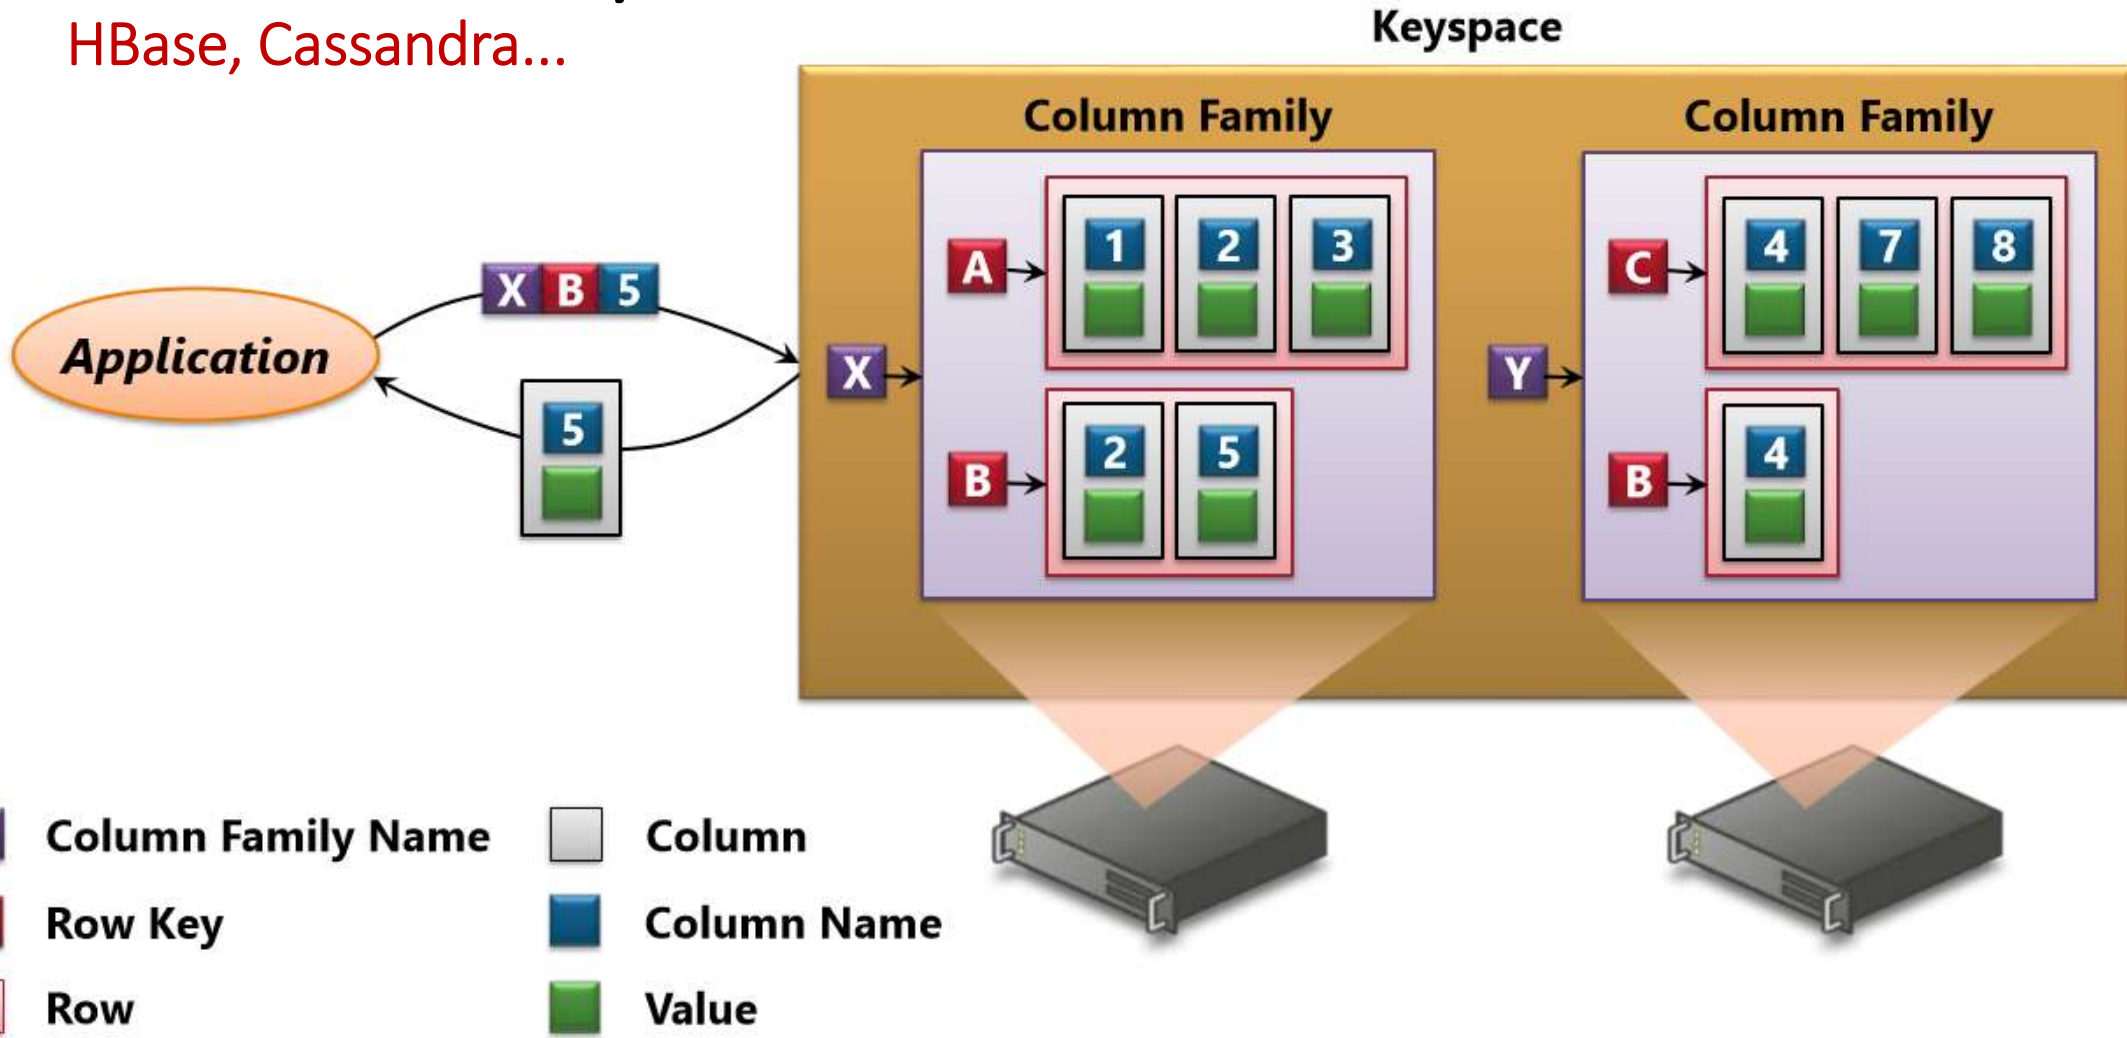 HBase, Cassandra...
Keyspace
Column Family
Column Family
A
1
2
3
C
4
7
8
X B 5
Application
X
Y
5
B
2
5
B
4
Column Family Name
Column
Row Key
Column Name
Row
Value